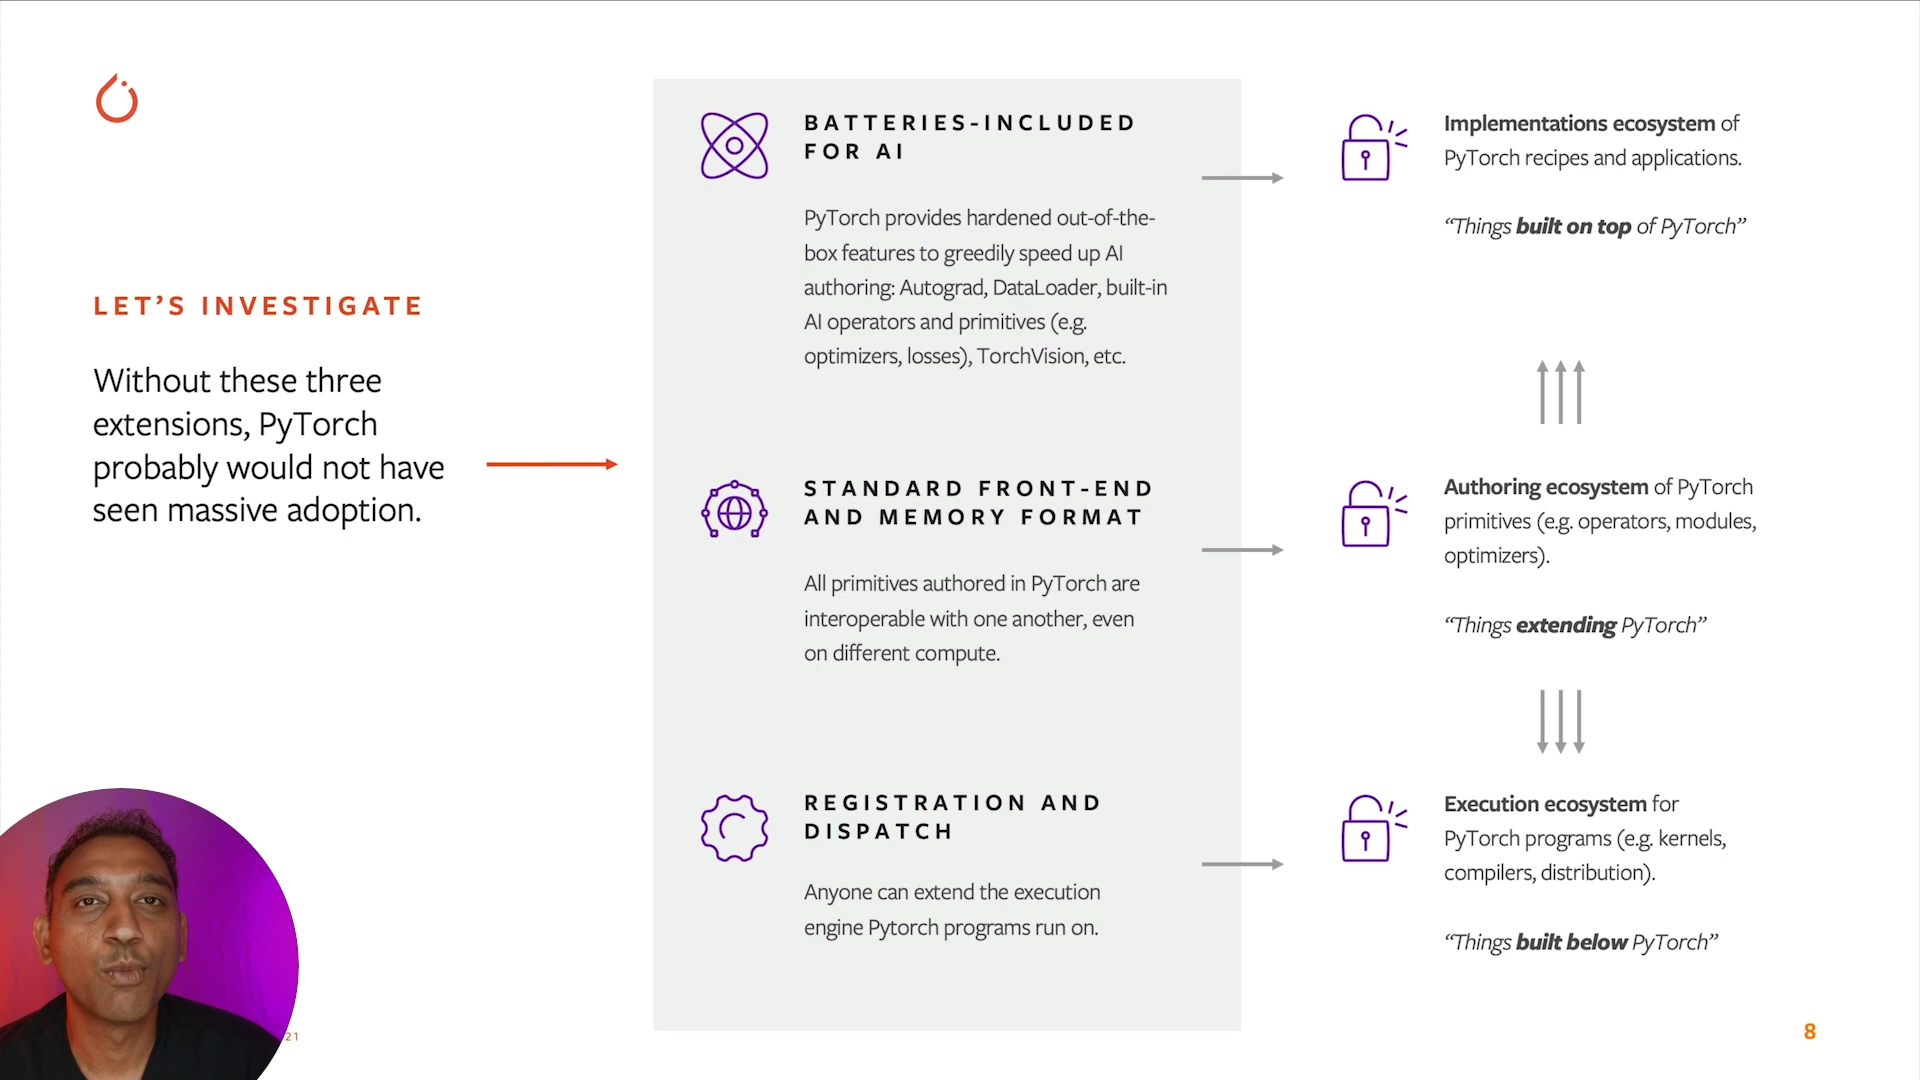 LET'S INVESTIGATE
Without these three
extensions, PyTorch
probably would not have
seen massive adoption.
BATTERIES-INCLUDED
FOR AI
PyTorch provides hardened out-of-the-
box features to greedily speed up AI
authoring: Autograd, DataLoader, built-in
AI operators and primitives (e.g.
optimizers, losses), TorchVision, etc.
STANDARD FRONT-END
AND MEMORY FORMAT
All primitives authored in PyTorch are
interoperable with one another, even
on different compute.
REGISTRATION AND
DISPATCH
Anyone can extend the execution
engine Pytorch programs run on.
Implementations ecosystem of
PyTorch recipes and applications.
“Things built on top of PyTorch”
Authoring ecosystem of PyTorch
primitives (e.g. operators, modules,
optimizers).
“Things extending PyTorch”
Execution ecosystem for
PyTorch programs (e.g. kernels,
compilers, distribution).
“Things built below PyTorch”
21
8